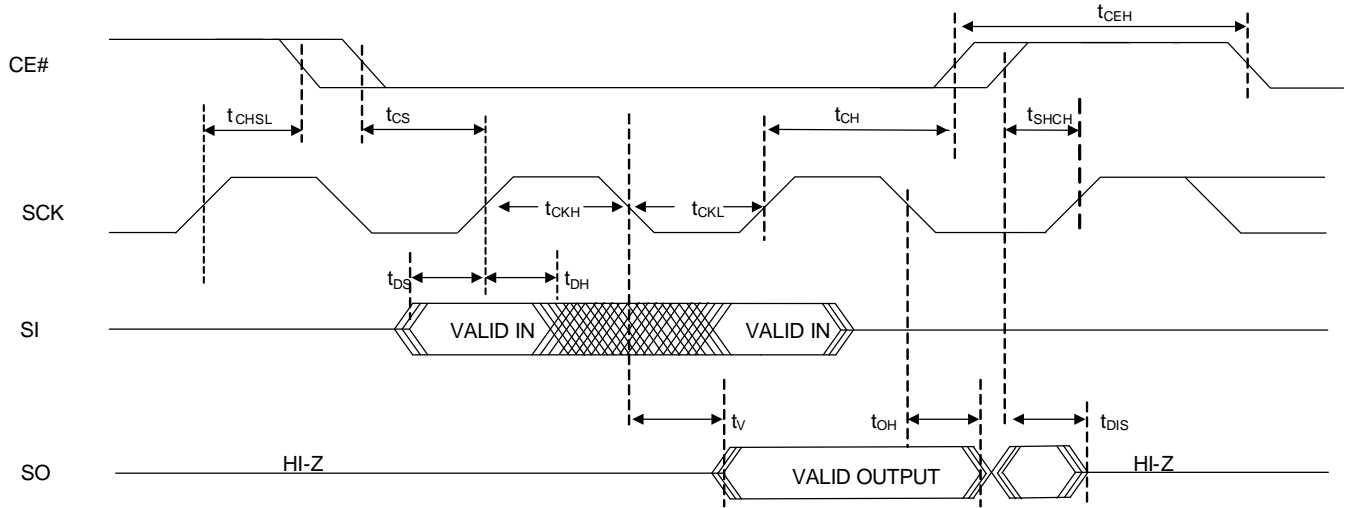 tCEH
CE#
tCHSL
tCS
tCH
tSHCH
SCK
tCKH
tCKL
tDS
tDH
SI
VALID IN
VALID IN
tV
tOH
tDIS
SO
HI-Z
VALID OUTPUT
HI-Z